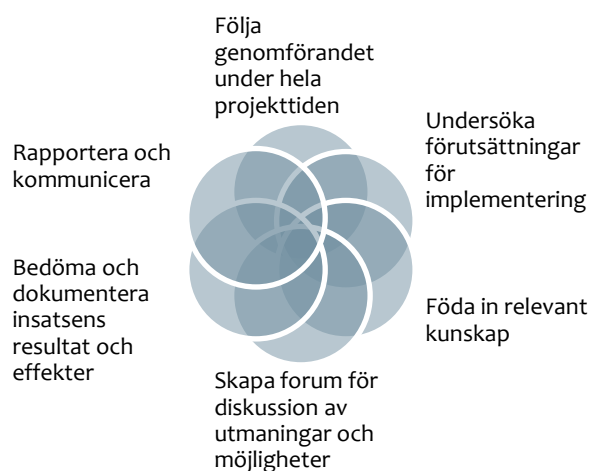 Följa
genomförandet
under hela
projekttiden
Undersöka
förutsättningar
för
implementering
Föda in relevant
kunskap
Skapa forum för
diskussion av
utmaningar och
möjligheter
Bedöma och
dokumentera
insatsens
resultat och
effekter
Rapportera och
kommunicera